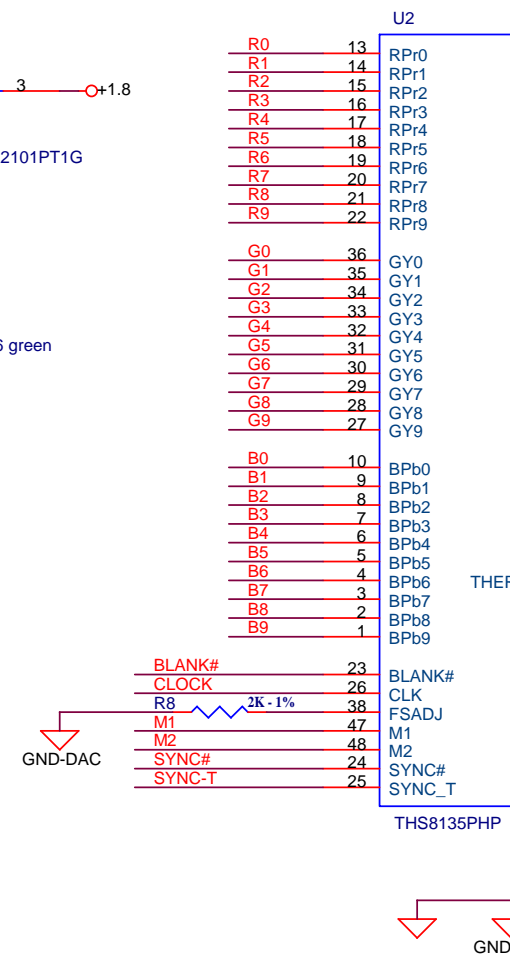 U2
R0 13 RPr0
R1 14 RPr1
3 +1.8
R2 15 RPr2
R3 16 RPr3
R4 17 RPr4
R5 18 RPr5
2101PT1G
R6 19 RPr6
R7 20 RPr7
R8 21 RPr8
R9 22 RPr9
G0 36 GY0
G1 35 GY1
G2 34 GY2
G3 33 GY3
G4 32 GY4
green
G5 31 GY5
G6 30 GY6
G7 29 GY7
G8 28 GY8
G9 27 GY9
B0 10 BPb0
B1 9 BPb1
B2 8 BPb2
B3 7 BPb3
B4 6 BPb4
B5 5 BPb5
B6 4 BPb6 THE
B7 3 BPb7
B8 2 BPb8
B9 1 BPb9
BLANK# 23 BLANK#
CLOCK 26 CLK
R8 2K - 1% 38 FSADJ
M1 47 M1
M2 48 M2
GND-DAC
SYNC# 24 SYNC#
SYNC-T 25 SYNC_T
THS8135PHP
GND